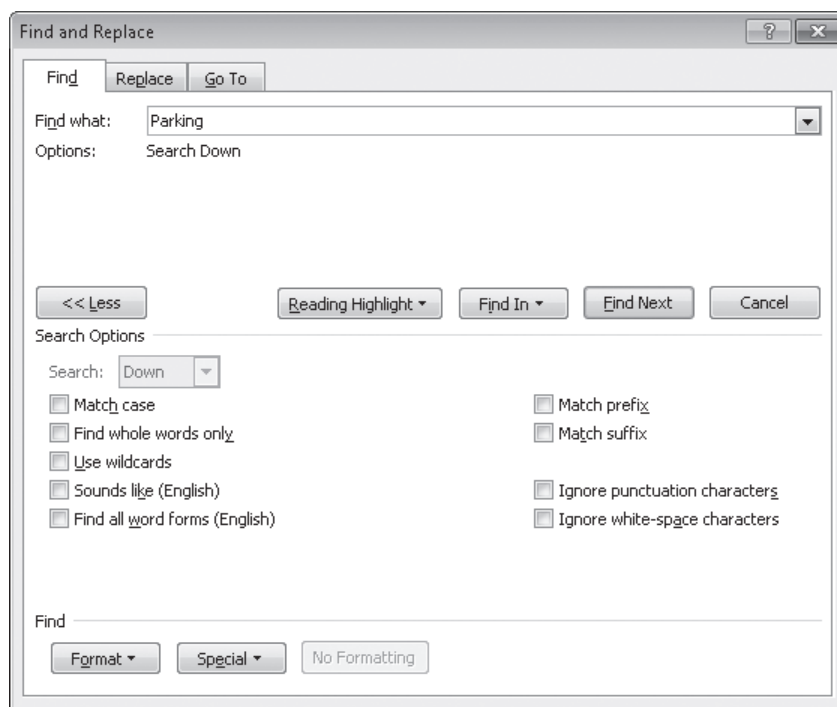 Find and Replace
Find Replace Go To
Find what: Parking
Options: Search Down
<< Less Reading Highlight Find In Find Next Cancel
Search Options
Search: Down
Match case Match prefix
Find whole words only Match suffix
Use wildcards
Sounds like (English) Ignore punctuation characters
Find all word forms (English) Ignore white-space characters
Find
Format Special No Formatting